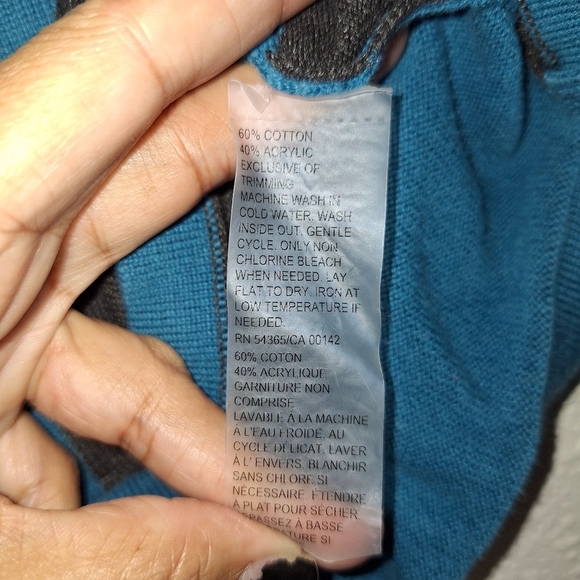 60% COTTON
40% ACRYLIC
EXCLUSIVE OF
TRIMMING
MACHINE WASH IN
COLD WATER. WASH
INSIDE OUT. GENTLE
CYCLE. ONLY NON
CHLORINE BLEACH
WHEN NEEDED. LAY
FLAT TO DRY. IRON AT
LOW TEMPERATURE IF
NEEDED.
RN 54365/CA 00142
60% COTON
40% ACRYLIQUE
GARNITURE NON
COMPRISE
LAVABLE À LA MACHINE
À L'EAU FROIDE, AU
CYCLE DÉLICAT. LAVER
À L' ENVERS. BLANCHIR
SANS CHLORE SI
NÉCESSAIRE. ÉTENDRE
À PLAT POUR SÉCHER.
À BASSE
SI